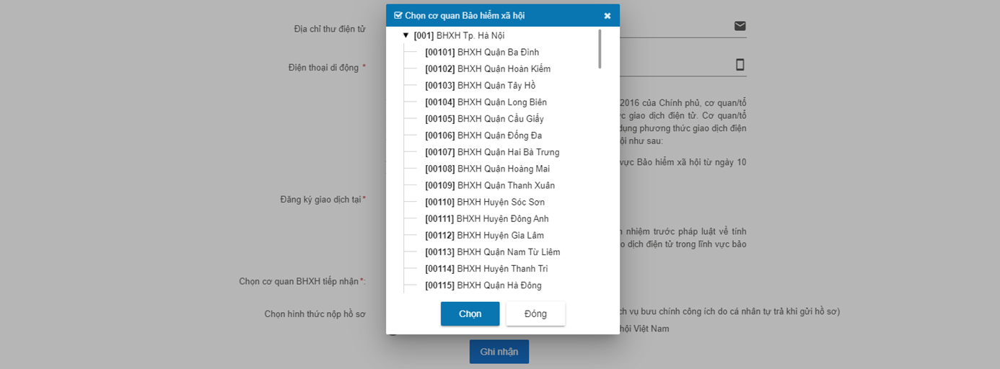 Chọn cơ quan Bảo hiểm xã hội
Địa chỉ thư điện tử
[001] BHXH Tp. Hà Nội
[00101] BHXH Quận Ba Đình
Điện thoại di động *
[00102] BHXH Quận Hoàn Kiếm
[00103] BHXH Quận Tây Hồ
[00104] BHXH Quận Long Biên
2016 của Chính phủ, cơ quan/tổ
[00105] BHXH Quận Cầu Giấy
giao dịch điện tử. Cơ quan/tổ
[00106] BHXH Quận Đống Đa
dụng phương thức giao dịch điện
như sau:
[00107] BHXH Quận Hai Bà Trưng
vực Bảo hiểm xã hội từ ngày 10
[00108] BHXH Quận Hoàng Mai
[00109] BHXH Quận Thanh Xuân
Đăng ký giao dịch tại *
[00110] BHXH Huyện Sóc Sơn
[00111] BHXH Huyện Đông Anh
[00112] BHXH Huyện Gia Lâm
nhiệm trước pháp luật về tính
dịch điện tử trong lĩnh vực bảo
[00113] BHXH Quận Nam Từ Liêm
[00114] BHXH Huyện Thanh Trì
Chọn cơ quan BHXH tiếp nhận *:
[00115] BHXH Quận Hà Đông
Chọn hình thức nộp hồ sơ
Chọn
Đóng
vụ bưu chính công ích do cá nhân tự trả khi gửi hồ sơ)
hội Việt Nam
Ghi nhận